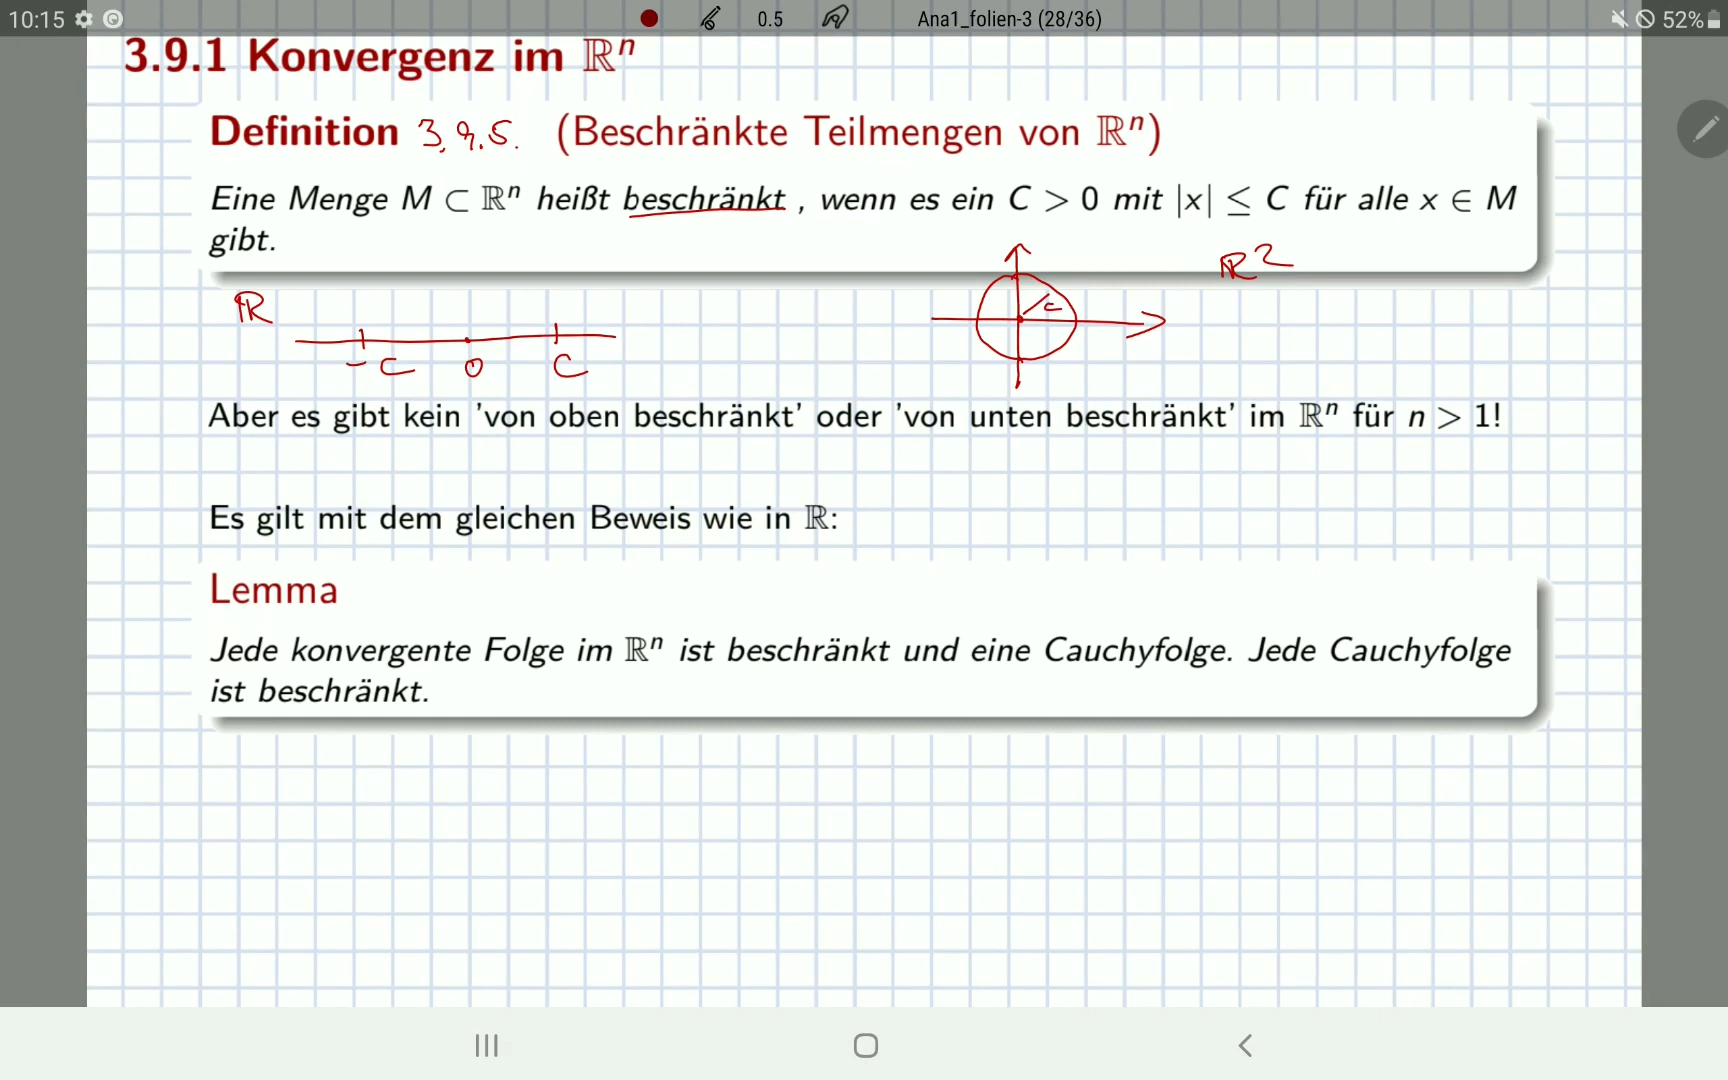 10:15 0.5 Ana1_folien-3 (28/36) 52%
3.9.1 Konvergenz im ℝⁿ
Definition 3.9.5. (Beschränkte Teilmengen von ℝⁿ)
Eine Menge M ⊂ ℝⁿ heißt beschränkt , wenn es ein C > 0 mit |x| ≤ C für alle x ∈ M
gibt.
ℝ
ℝ²
C
-C 0 C
Aber es gibt kein 'von oben beschränkt' oder 'von unten beschränkt' im ℝⁿ für n > 1!
Es gilt mit dem gleichen Beweis wie in ℝ:
Lemma
Jede konvergente Folge im ℝⁿ ist beschränkt und eine Cauchyfolge. Jede Cauchyfolge
ist beschränkt.